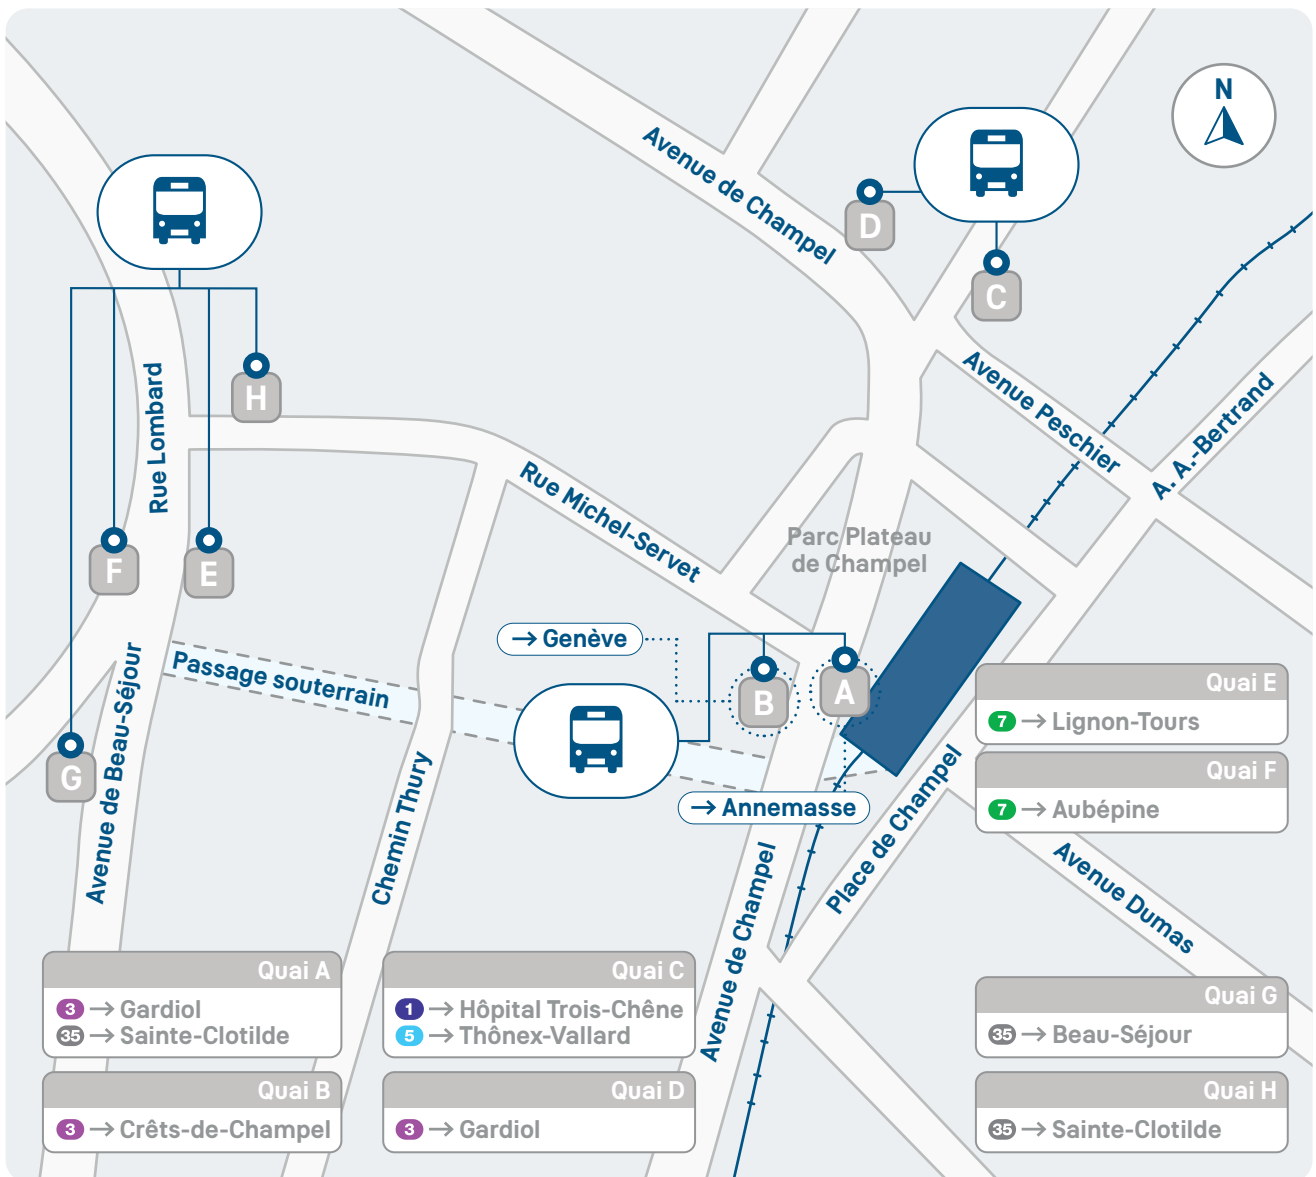 N
Avenue de Champel
D
C
H
Rue Lombard
Avenue Peschier
A. A.-Bertrand
Rue Michel-Servet
F
E
Parc Plateau
de Champel
→ Genève
Passage souterrain
B
A
G
Avenue de Beau-Séjour
Chemin Thury
→ Annemasse
Place de Champel
Avenue de Champel
Avenue Dumas
Quai E
7 → Lignon-Tours
Quai F
7 → Aubépine
Quai A
3 → Gardiol
35 → Sainte-Clotilde
Quai C
1 → Hôpital Trois-Chêne
5 → Thônex-Vallard
Quai G
35 → Beau-Séjour
Quai B
3 → Crêts-de-Champel
Quai D
3 → Gardiol
Quai H
35 → Sainte-Clotilde